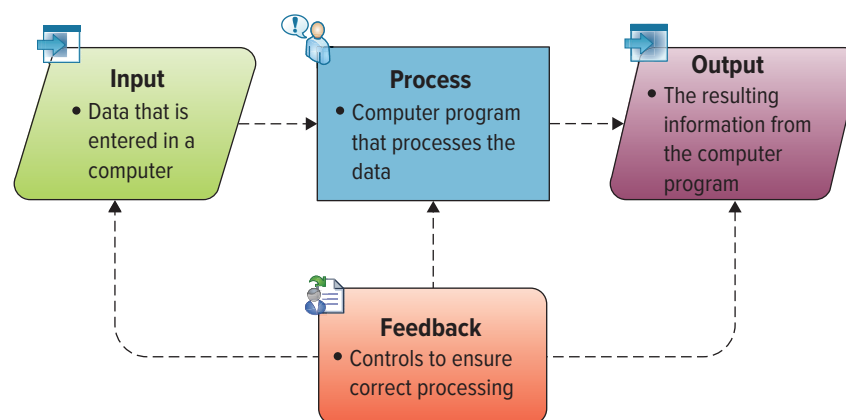 Input
• Data that is
entered in a
computer
Process
• Computer program
that processes the
data
Output
• The resulting
information from
the computer
program
Feedback
• Controls to ensure
correct processing